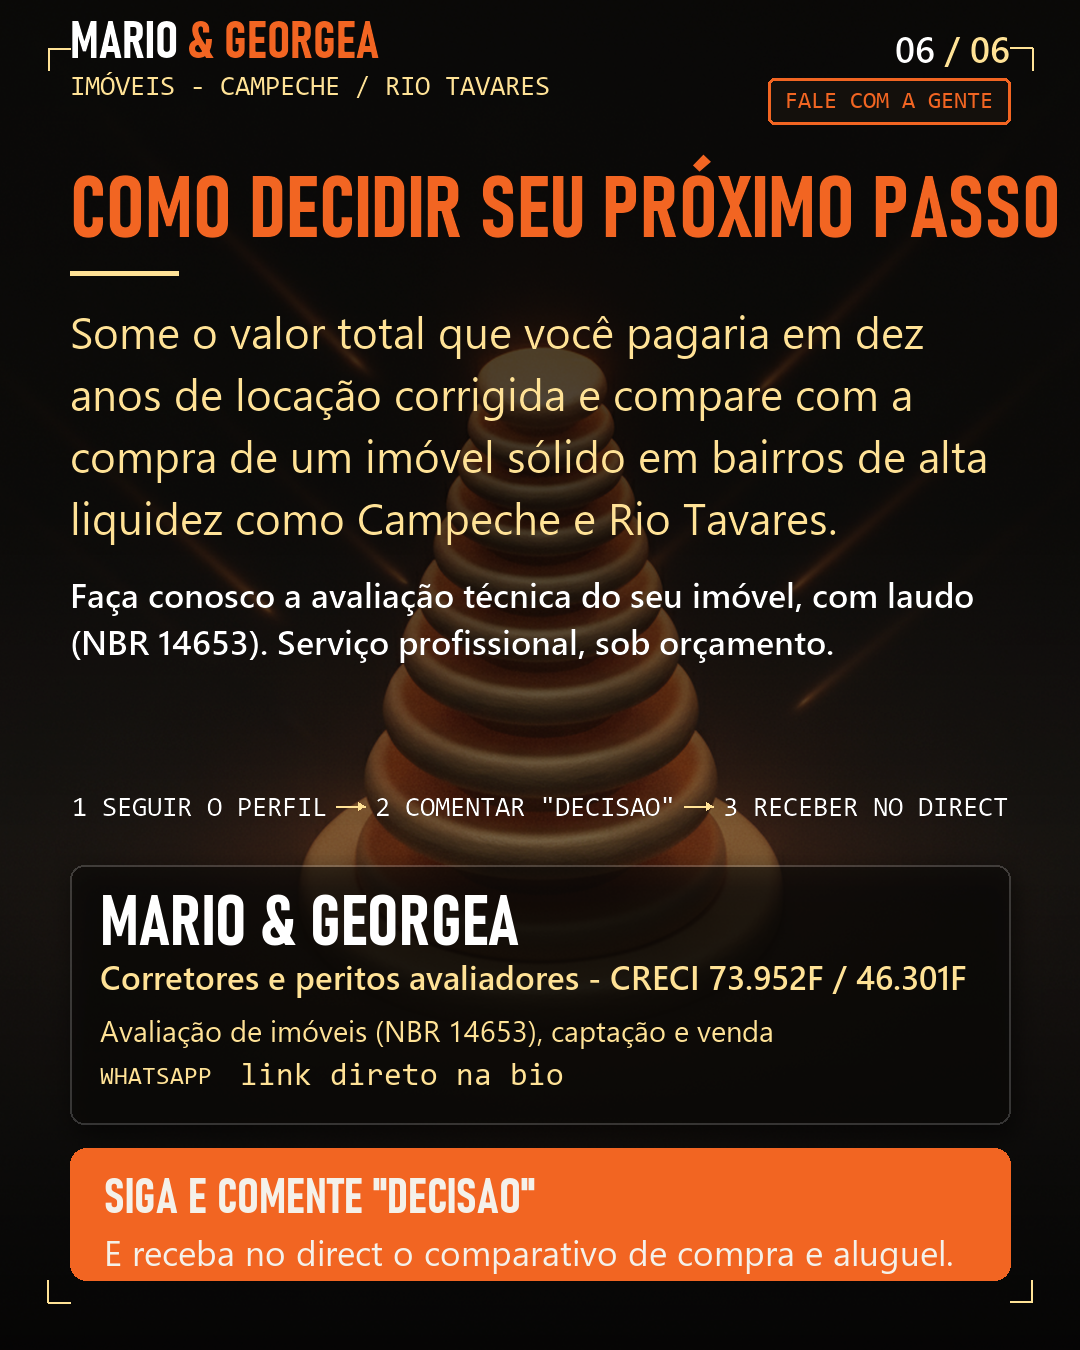 MARIO & GEORGEA
IMÓVEIS - CAMPECHE / RIO TAVARES
06 / 06
FALE COM A GENTE
COMO DECIDIR SEU PRÓXIMO PASSO
Some o valor total que você pagaria em dez
anos de locação corrigida e compare com a
compra de um imóvel sólido em bairros de alta
liquidez como Campeche e Rio Tavares.
Faça conosco a avaliação técnica do seu imóvel, com laudo
(NBR 14653). Serviço profissional, sob orçamento.
1 SEGUIR O PERFIL → 2 COMENTAR "DECISAO" → 3 RECEBER NO DIRECT
MARIO & GEORGEA
Corretores e peritos avaliadores - CRECI 73.952F / 46.301F
Avaliação de imóveis (NBR 14653), captação e venda
WHATSAPP link direto na bio
SIGA E COMENTE "DECISAO"
E receba no direct o comparativo de compra e aluguel.